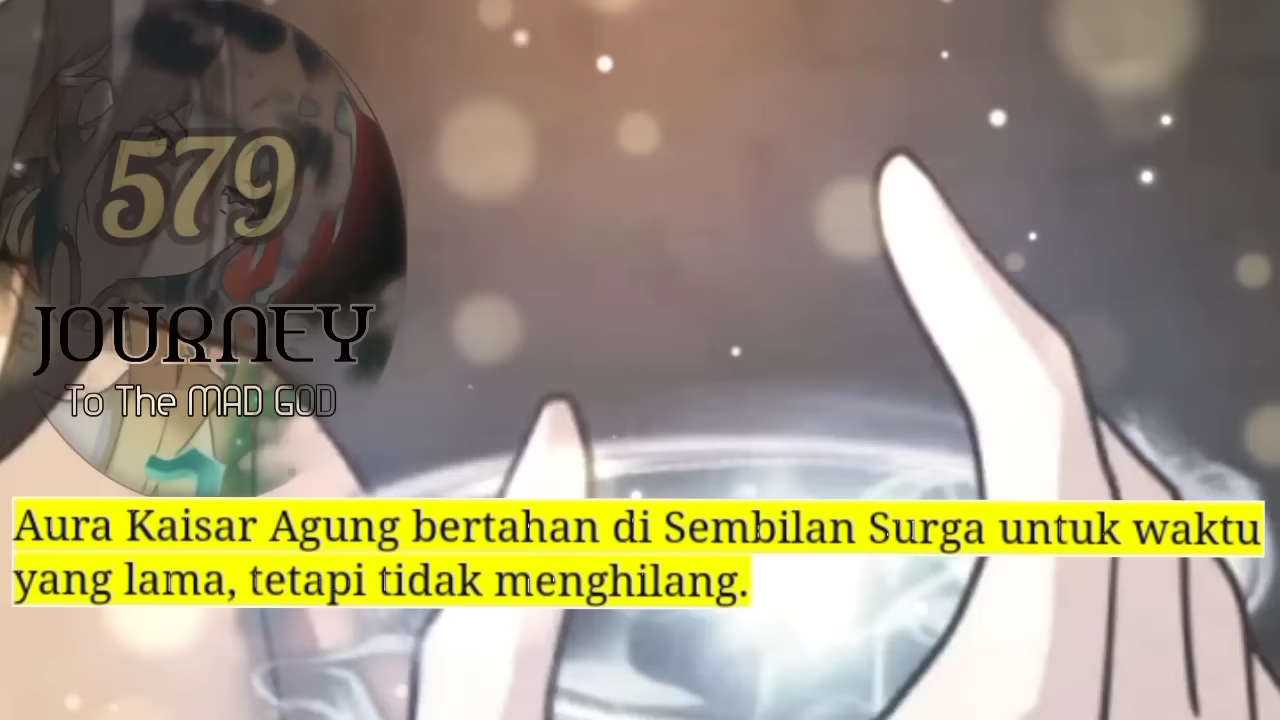 579
JOURNEY
To The MAD GOD
Aura Kaisar Agung bertahan di Sembilan Surga untuk waktu
yang lama, tetapi tidak menghilang.